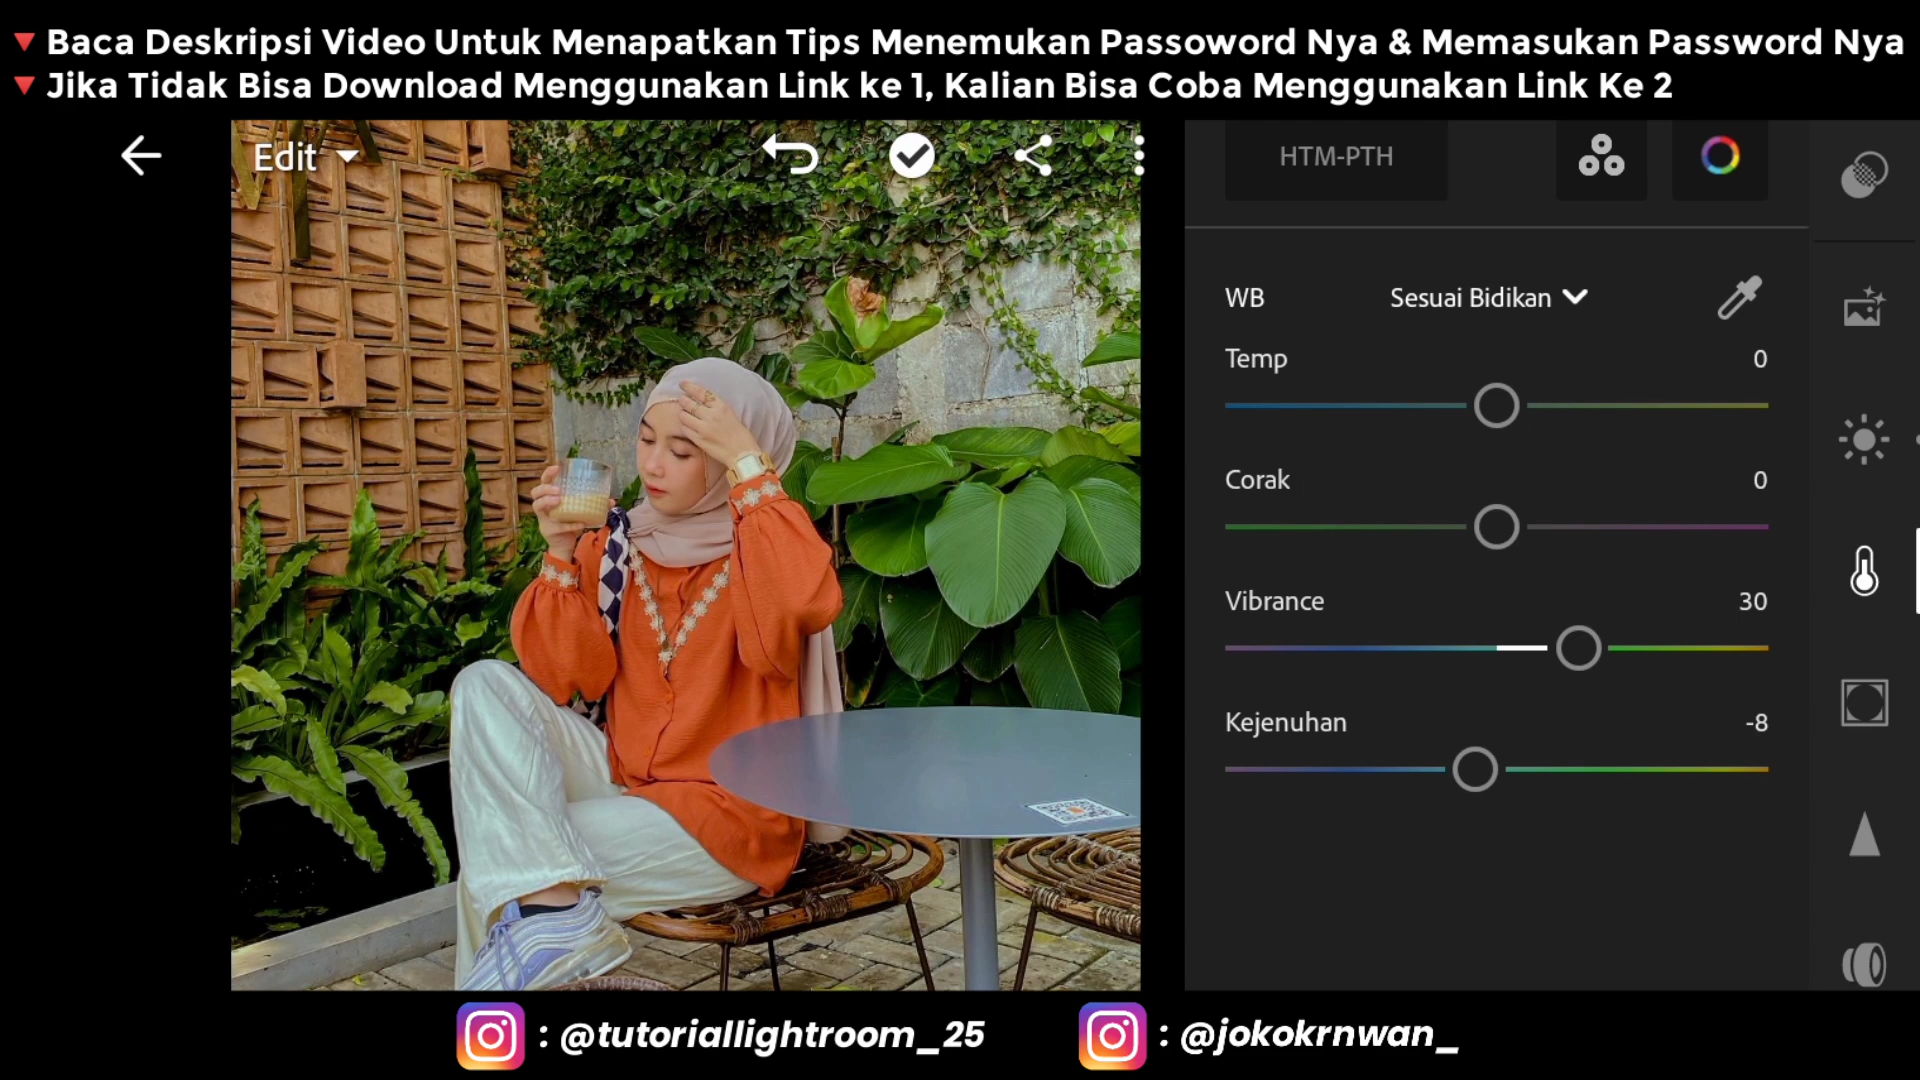 Baca Deskripsi Video Untuk Menapatkan Tips Menemukan Passoword Nya & Memasukan Password Nya
Jika Tidak Bisa Download Menggunakan Link ke 1, Kalian Bisa Coba Menggunakan Link Ke 2
Edit
HTM-PTH
WB Sesuai Bidikan
Temp 0
Corak 0
Vibrance 30
Kejenuhan -8
: @tutoriallightroom_25 : @jokokrnwan_